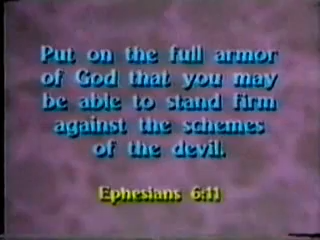 Put on the full armor
of God that you may
be able to stand firm
against the schemes
of the devil.
Ephesians 6:11